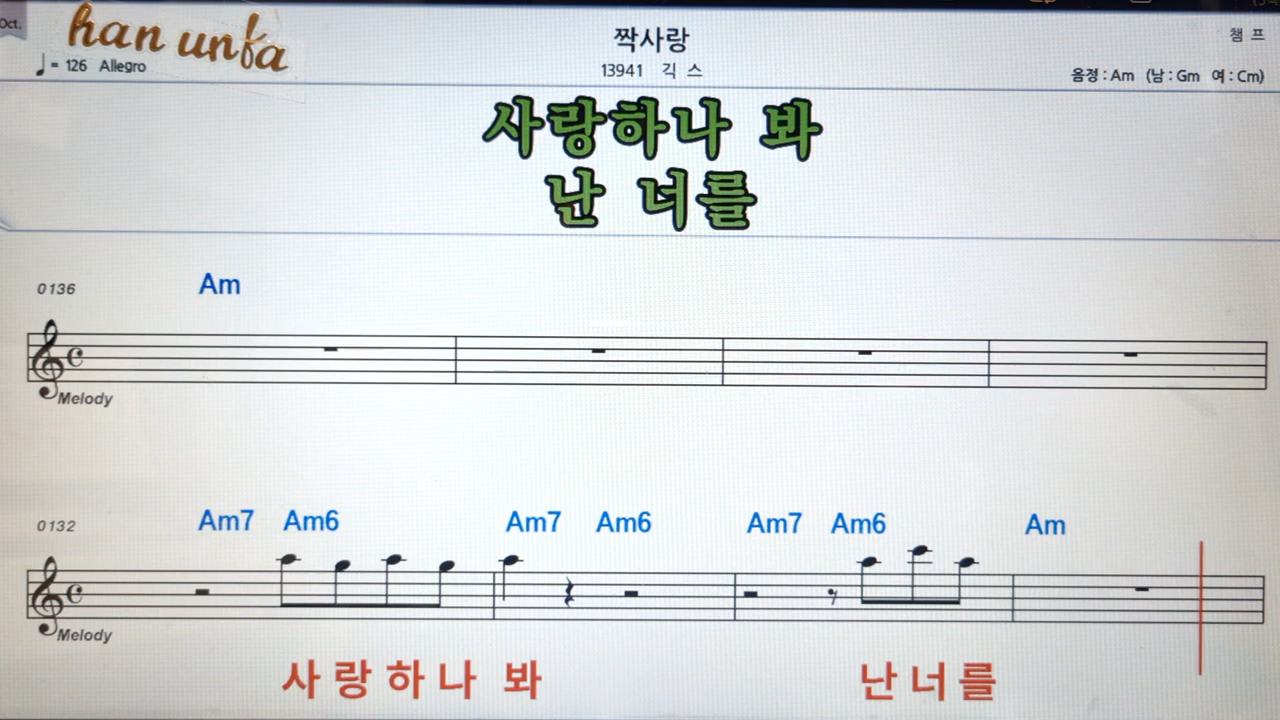 Oct.
han unfa
♩= 126 Allegro
짝사랑
13941 긱 스
챔 프
음정 : Am (남 : Gm 여 : Cm)
사랑하나 봐
난 너를
0136
Am
Melody
0132
Am7 Am6 Am7 Am6 Am7 Am6 Am
Melody
사 랑 하 나 봐 난 너 를